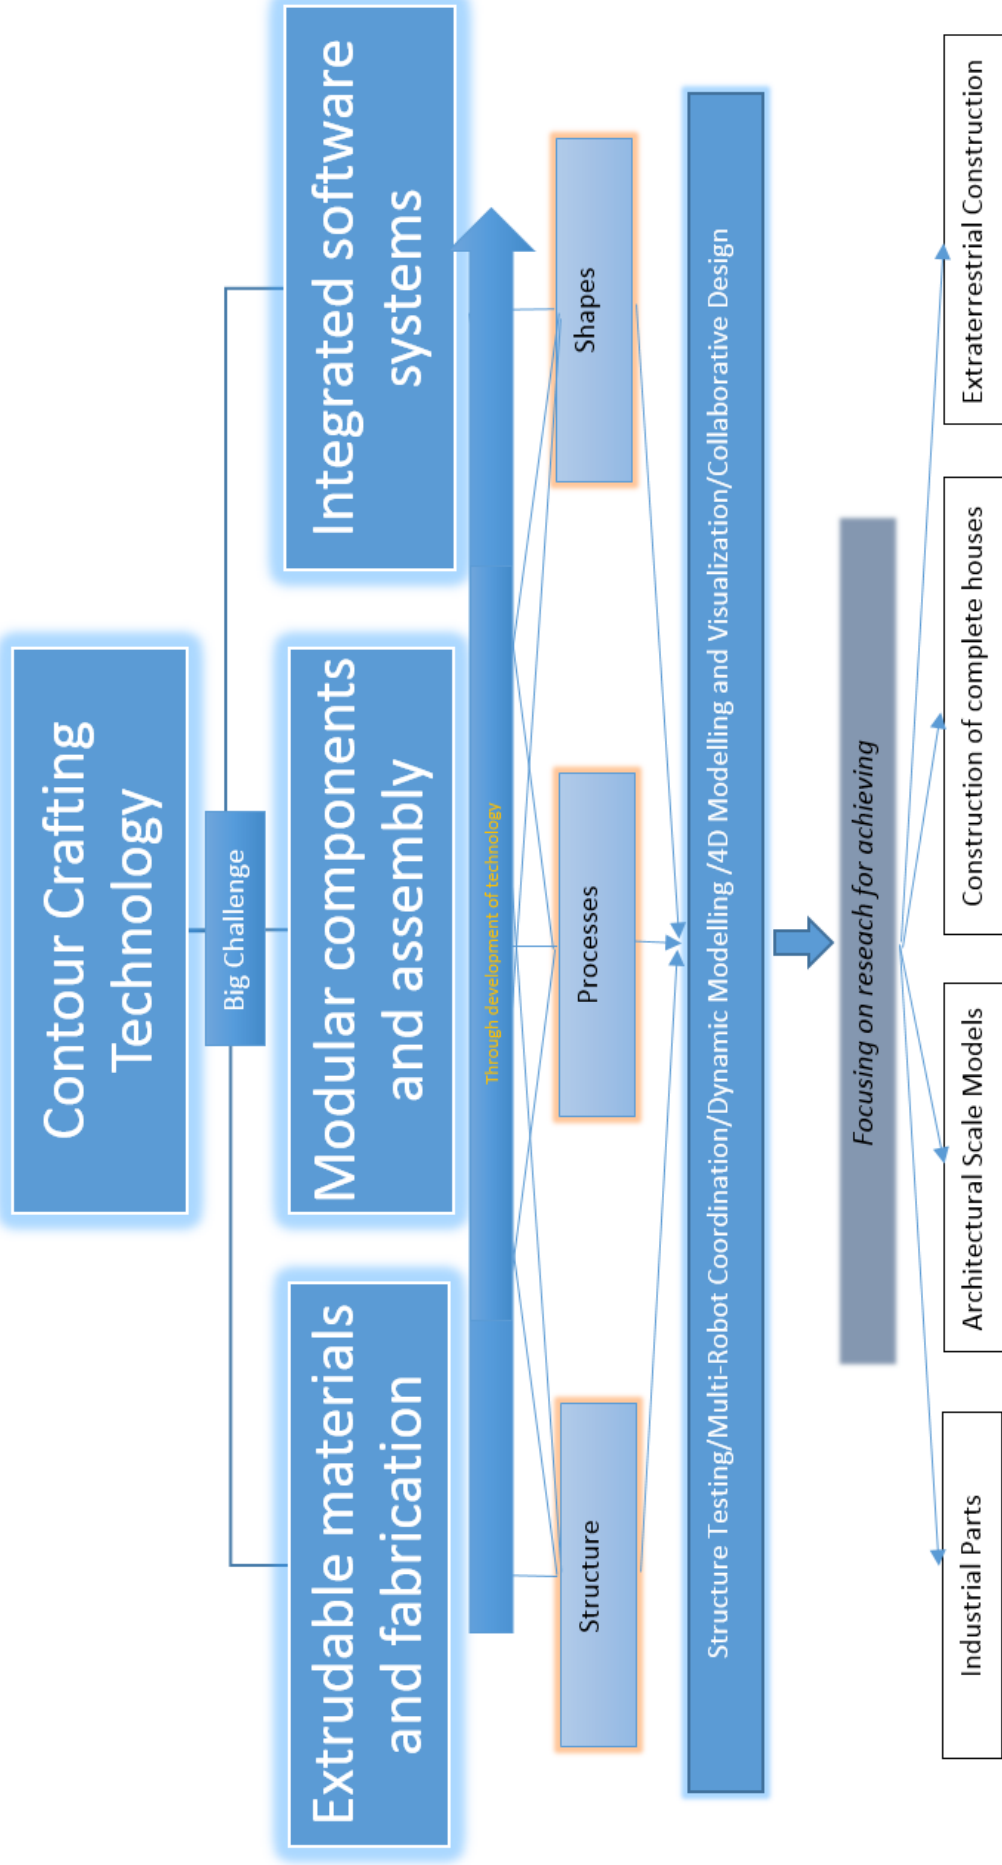 Contour Crafting
Technology
Big Challenge
Extrudable materials
and fabrication
Modular components
and assembly
Integrated software
systems
Through development of technology
Structure
Processes
Shapes
Structure Testing/Multi-Robot Coordination/Dynamic Modelling /4D Modelling and Visualization/Collaborative Design
Focusing on reseach for achieving
Industrial Parts
Architectural Scale Models
Construction of complete houses
Extraterrestrial Construction